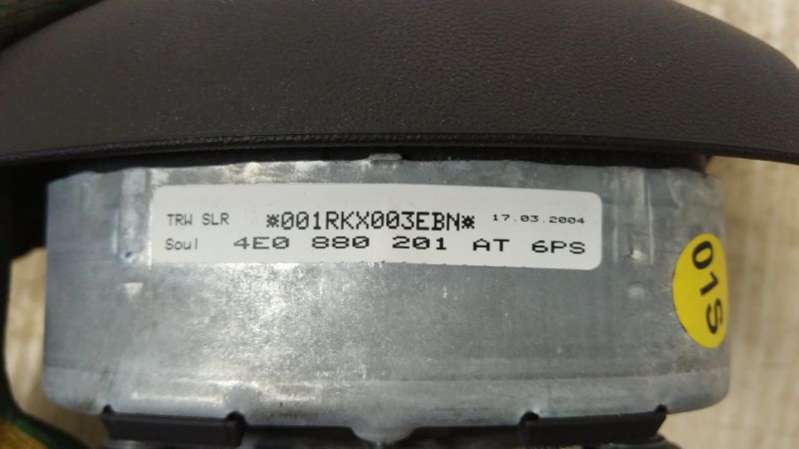 TRW SLR *001RKX003EBN* 17.03.2004
Soul 4E0 880 201 AT 6PS
01S